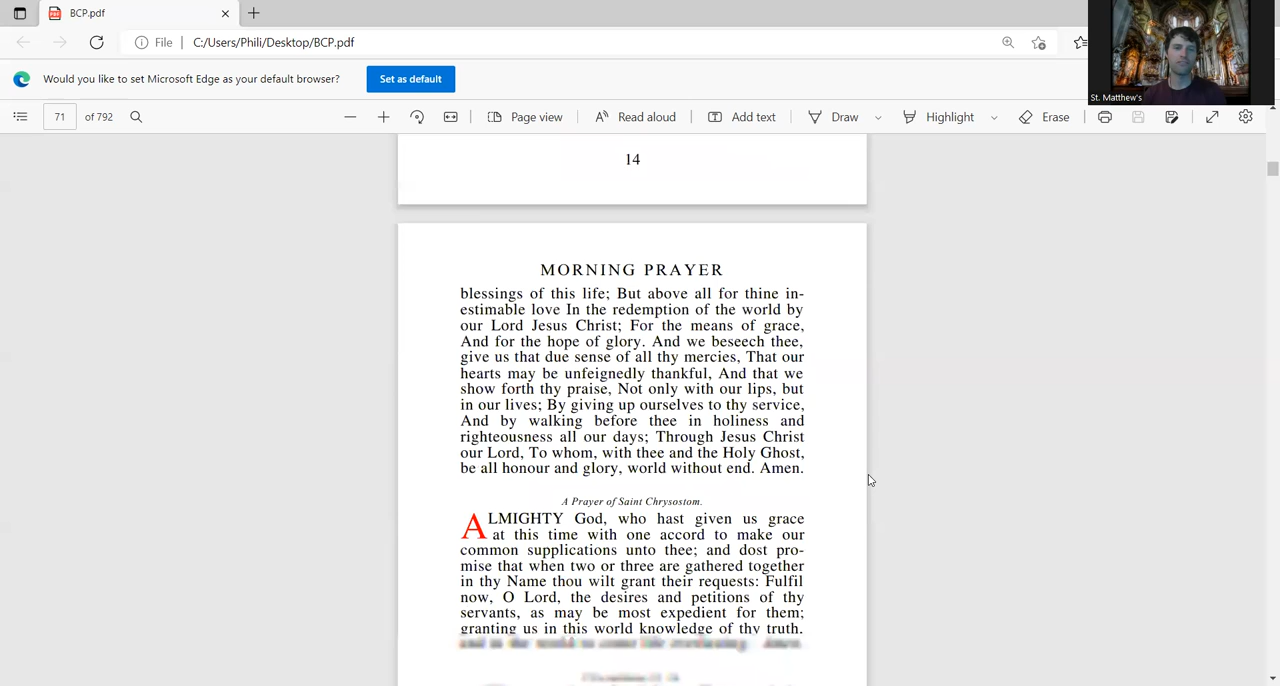 BCP.pdf
File C:/Users/Phili/Desktop/BCP.pdf
Would you like to set Microsoft Edge as your default browser? Set as default
St. Matthew's
71 of 792 Page view Read aloud Add text Draw Highlight Erase
14
MORNING PRAYER
blessings of this life; But above all for thine in-
estimable love In the redemption of the world by
our Lord Jesus Christ; For the means of grace,
And for the hope of glory. And we beseech thee,
give us that due sense of all thy mercies, That our
hearts may be unfeignedly thankful, And that we
show forth thy praise, Not only with our lips, but
in our lives; By giving up ourselves to thy service,
And by walking before thee in holiness and
righteousness all our days; Through Jesus Christ
our Lord, To whom, with thee and the Holy Ghost,
be all honour and glory, world without end. Amen.
A Prayer of Saint Chrysostom.
ALMIGHTY God, who hast given us grace
at this time with one accord to make our
common supplications unto thee; and dost pro-
mise that when two or three are gathered together
in thy Name thou wilt grant their requests: Fulfil
now, O Lord, the desires and petitions of thy
servants, as may be most expedient for them;
granting us in this world knowledge of thy truth,